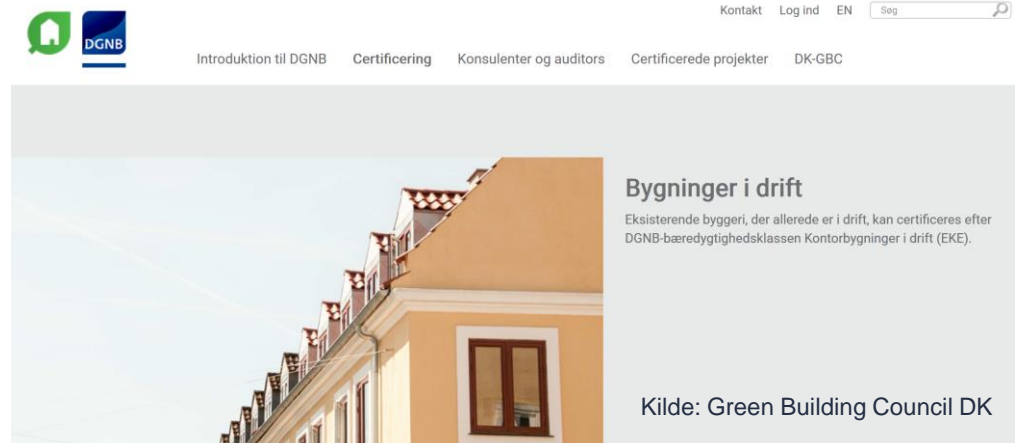 Kontakt Log ind EN Søg
DGNB
Introduktion til DGNB Certificering Konsulenter og auditors Certificerede projekter DK-GBC
Bygninger i drift
Eksisterende byggeri, der allerede er i drift, kan certificeres efter
DGNB-bæredygtighedsklassen Kontorbygninger i drift (EKE).
Kilde: Green Building Council DK